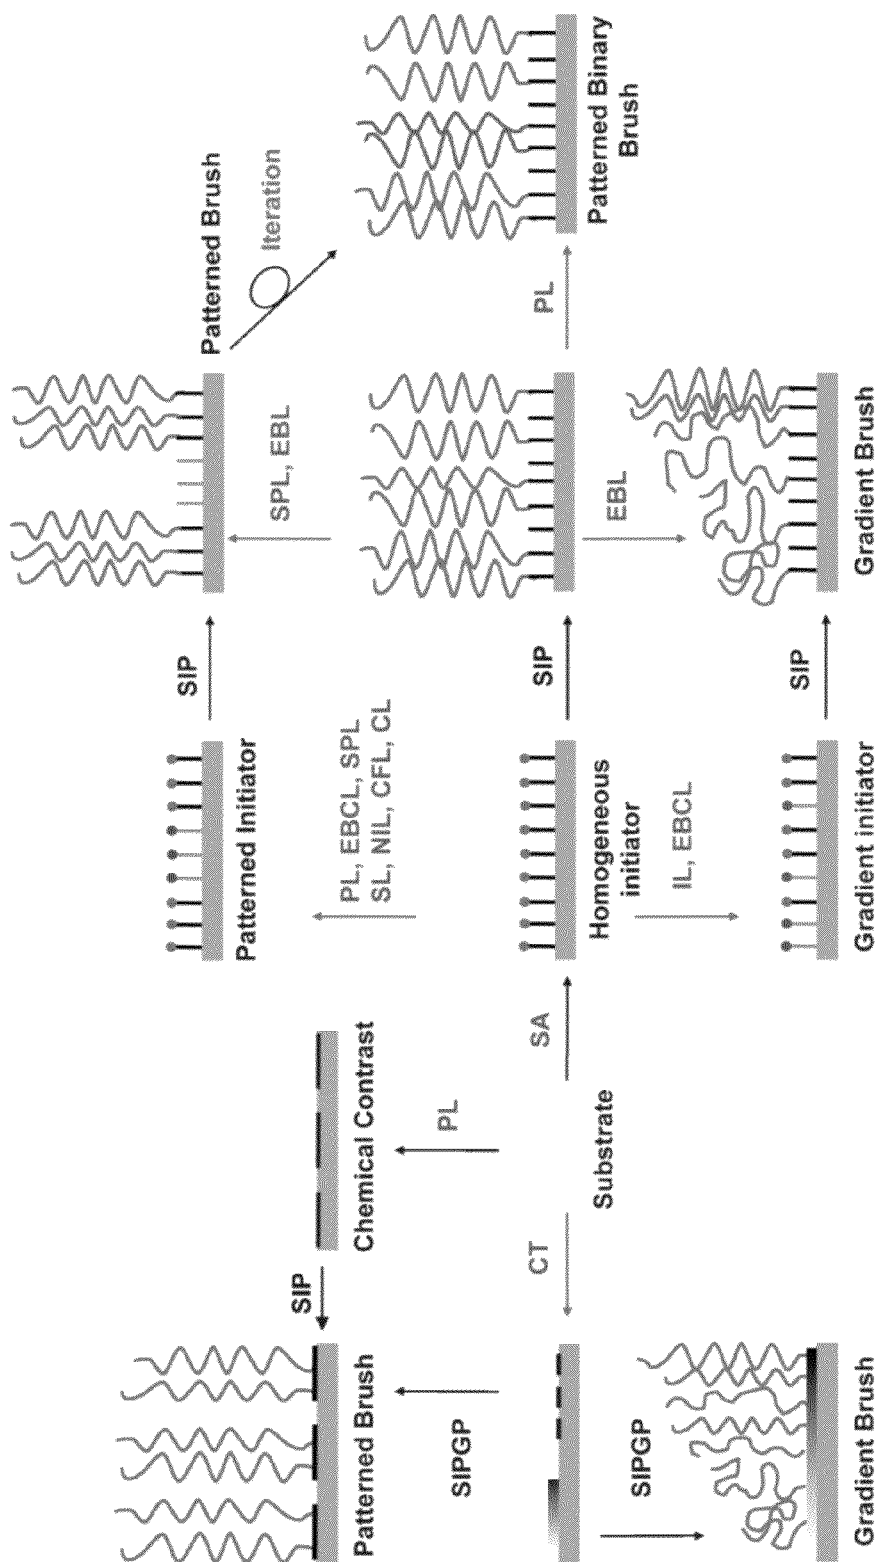 SIP
Patterned Brush
Patterned Initiator
Iteration
SPL, EBL
SIP
PL, EBCL, SPL
SL, NIL, CFL, CL
Patterned Brush
Chemical Contrast
SIPGP
PL
CT
SA
SIP
PL
Substrate
Homogeneous
initiator
Patterned Binary
Brush
EBL
SIPGP
IL, EBCL
SIP
Gradient Brush
Gradient initiator
Gradient Brush